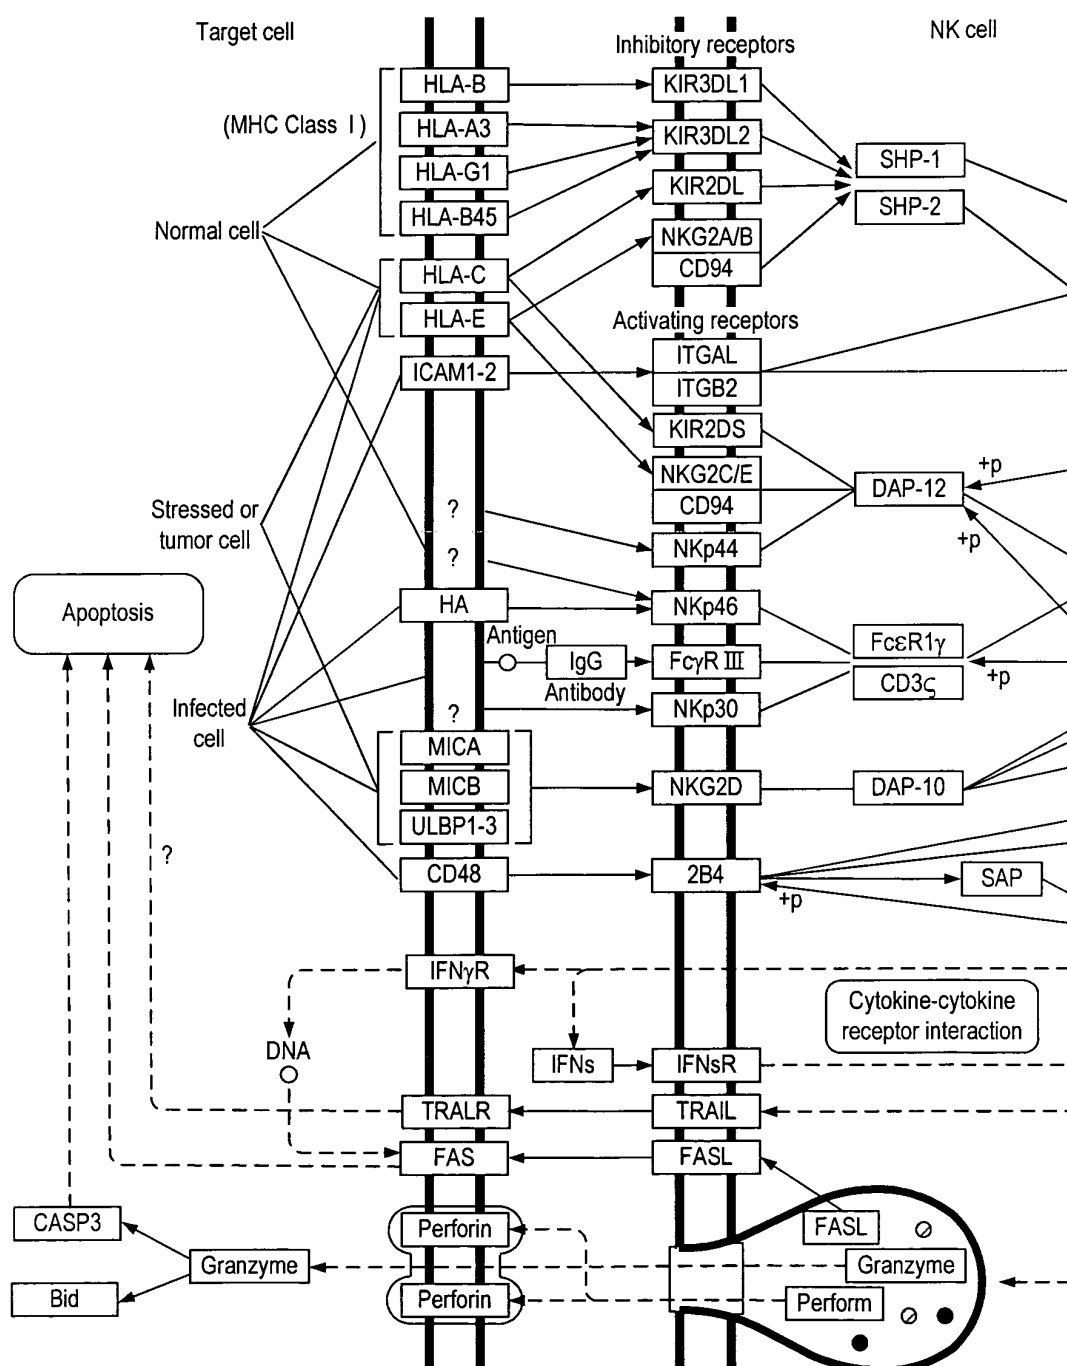 Target cell
NK cell
Inhibitory receptors
HLA-B
KIR3DL1
(MHC Class I)
HLA-A3
KIR3DL2
SHP-1
HLA-G1
KIR2DL
SHP-2
HLA-B45
Normal cell
NKG2A/B
CD94
HLA-C
HLA-E
Activating receptors
ITGAL
ICAM1-2
ITGB2
KIR2DS
NKG2C/E
CD94
+p
DAP-12
Stressed or
tumor cell
?
+p
NKp44
?
Apoptosis
HA
NKp46
Antigen
IgG
Antibody
FcγR III
FcεR1γ
CD3ς
+p
Infected
cell
?
NKp30
MICA
MICB
NKG2D
DAP-10
ULBP1-3
?
CD48
2B4
SAP
+p
IFNγR
Cytokine-cytokine
receptor interaction
DNA
IFNs
IFNsR
TRALR
TRAIL
FAS
FASL
CASP3
Perforin
FASL
Granzyme
Granzyme
Bid
Perforin
Perform